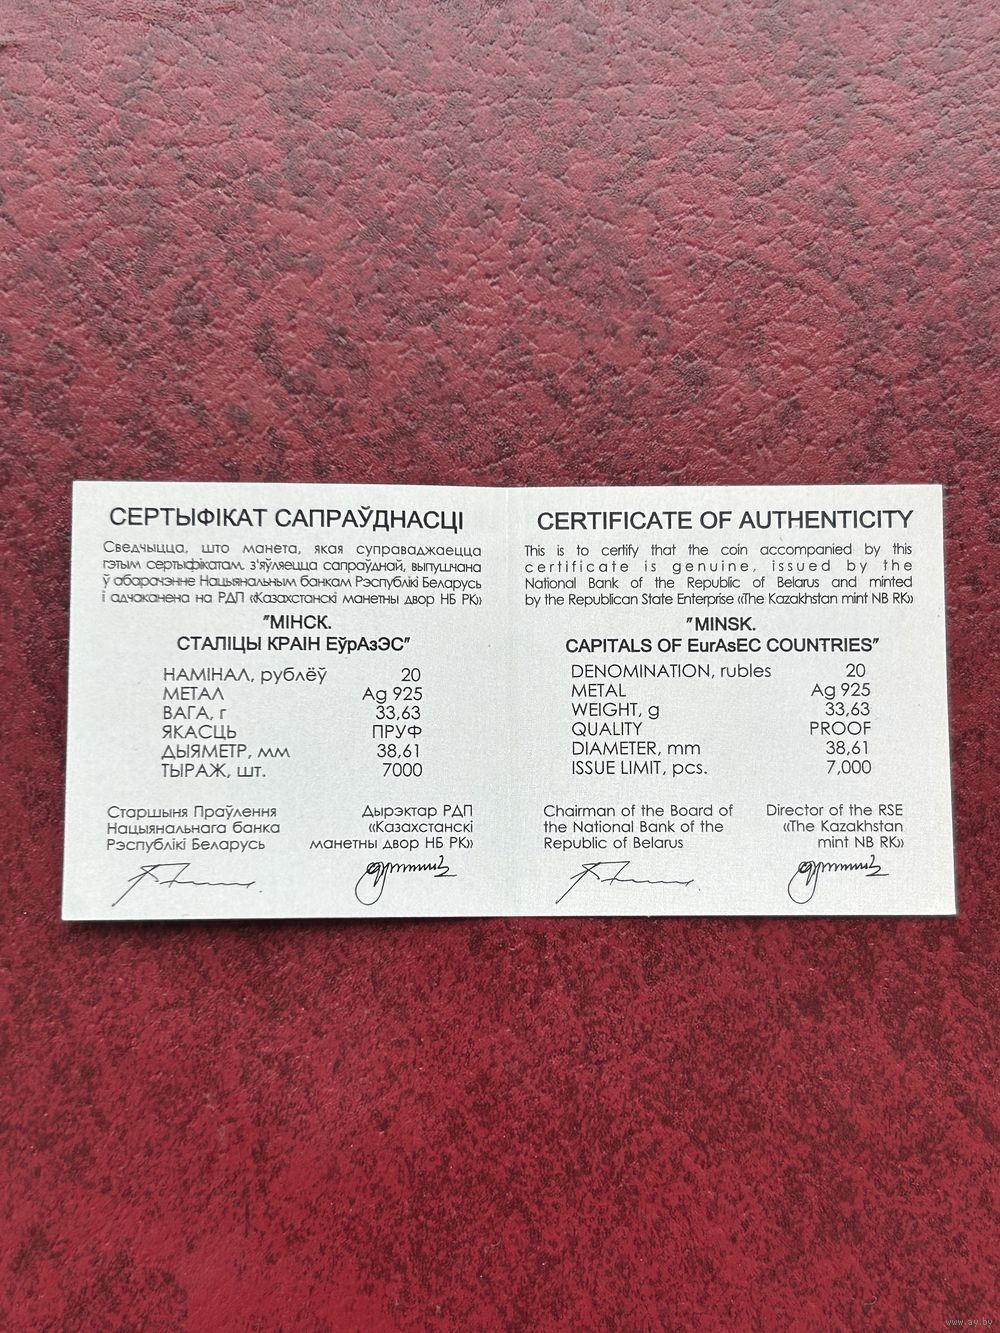 СЕРТЫФІКАТ САПРАЎДНАСЦІ
Сведчыцца, што манета, якая суправаджаецца
гэтым сертыфікатам, з'яўляецца сапраўднай, выпушчана
ў абарачэнне Нацыянальным банкам Рэспублікі Беларусь
і адчаканена на РДП «Казахстанскі манетны двор НБ РК»
"МІНСК.
СТАЛІЦЫ КРАІН ЕўрАзЭС"
НАМІНАЛ, рублёў 20
МЕТАЛ Ag 925
ВАГА, г 33,63
ЯКАСЦЬ ПРУФ
ДЫЯМЕТР, мм 38,61
ТЫРАЖ, шт. 7000
Старшыня Праўлення
Нацыянальнага банка
Рэспублікі Беларусь
Дырэктар РДП
«Казахстанскі
манетны двор НБ РК»
CERTIFICATE OF AUTHENTICITY
This is to certify that the coin accompanied by this
certificate is genuine, issued by the
National Bank of the Republic of Belarus and minted
by the Republican State Enterprise «The Kazakhstan mint NB RK»
"MINSK.
CAPITALS OF EurAsEC COUNTRIES"
DENOMINATION, rubles 20
METAL Ag 925
WEIGHT, g 33,63
QUALITY PROOF
DIAMETER, mm 38,61
ISSUE LIMIT, pcs. 7,000
Chairman of the Board of
the National Bank of the
Republic of Belarus
Director of the RSE
«The Kazakhstan
mint NB RK»
www.ay.by